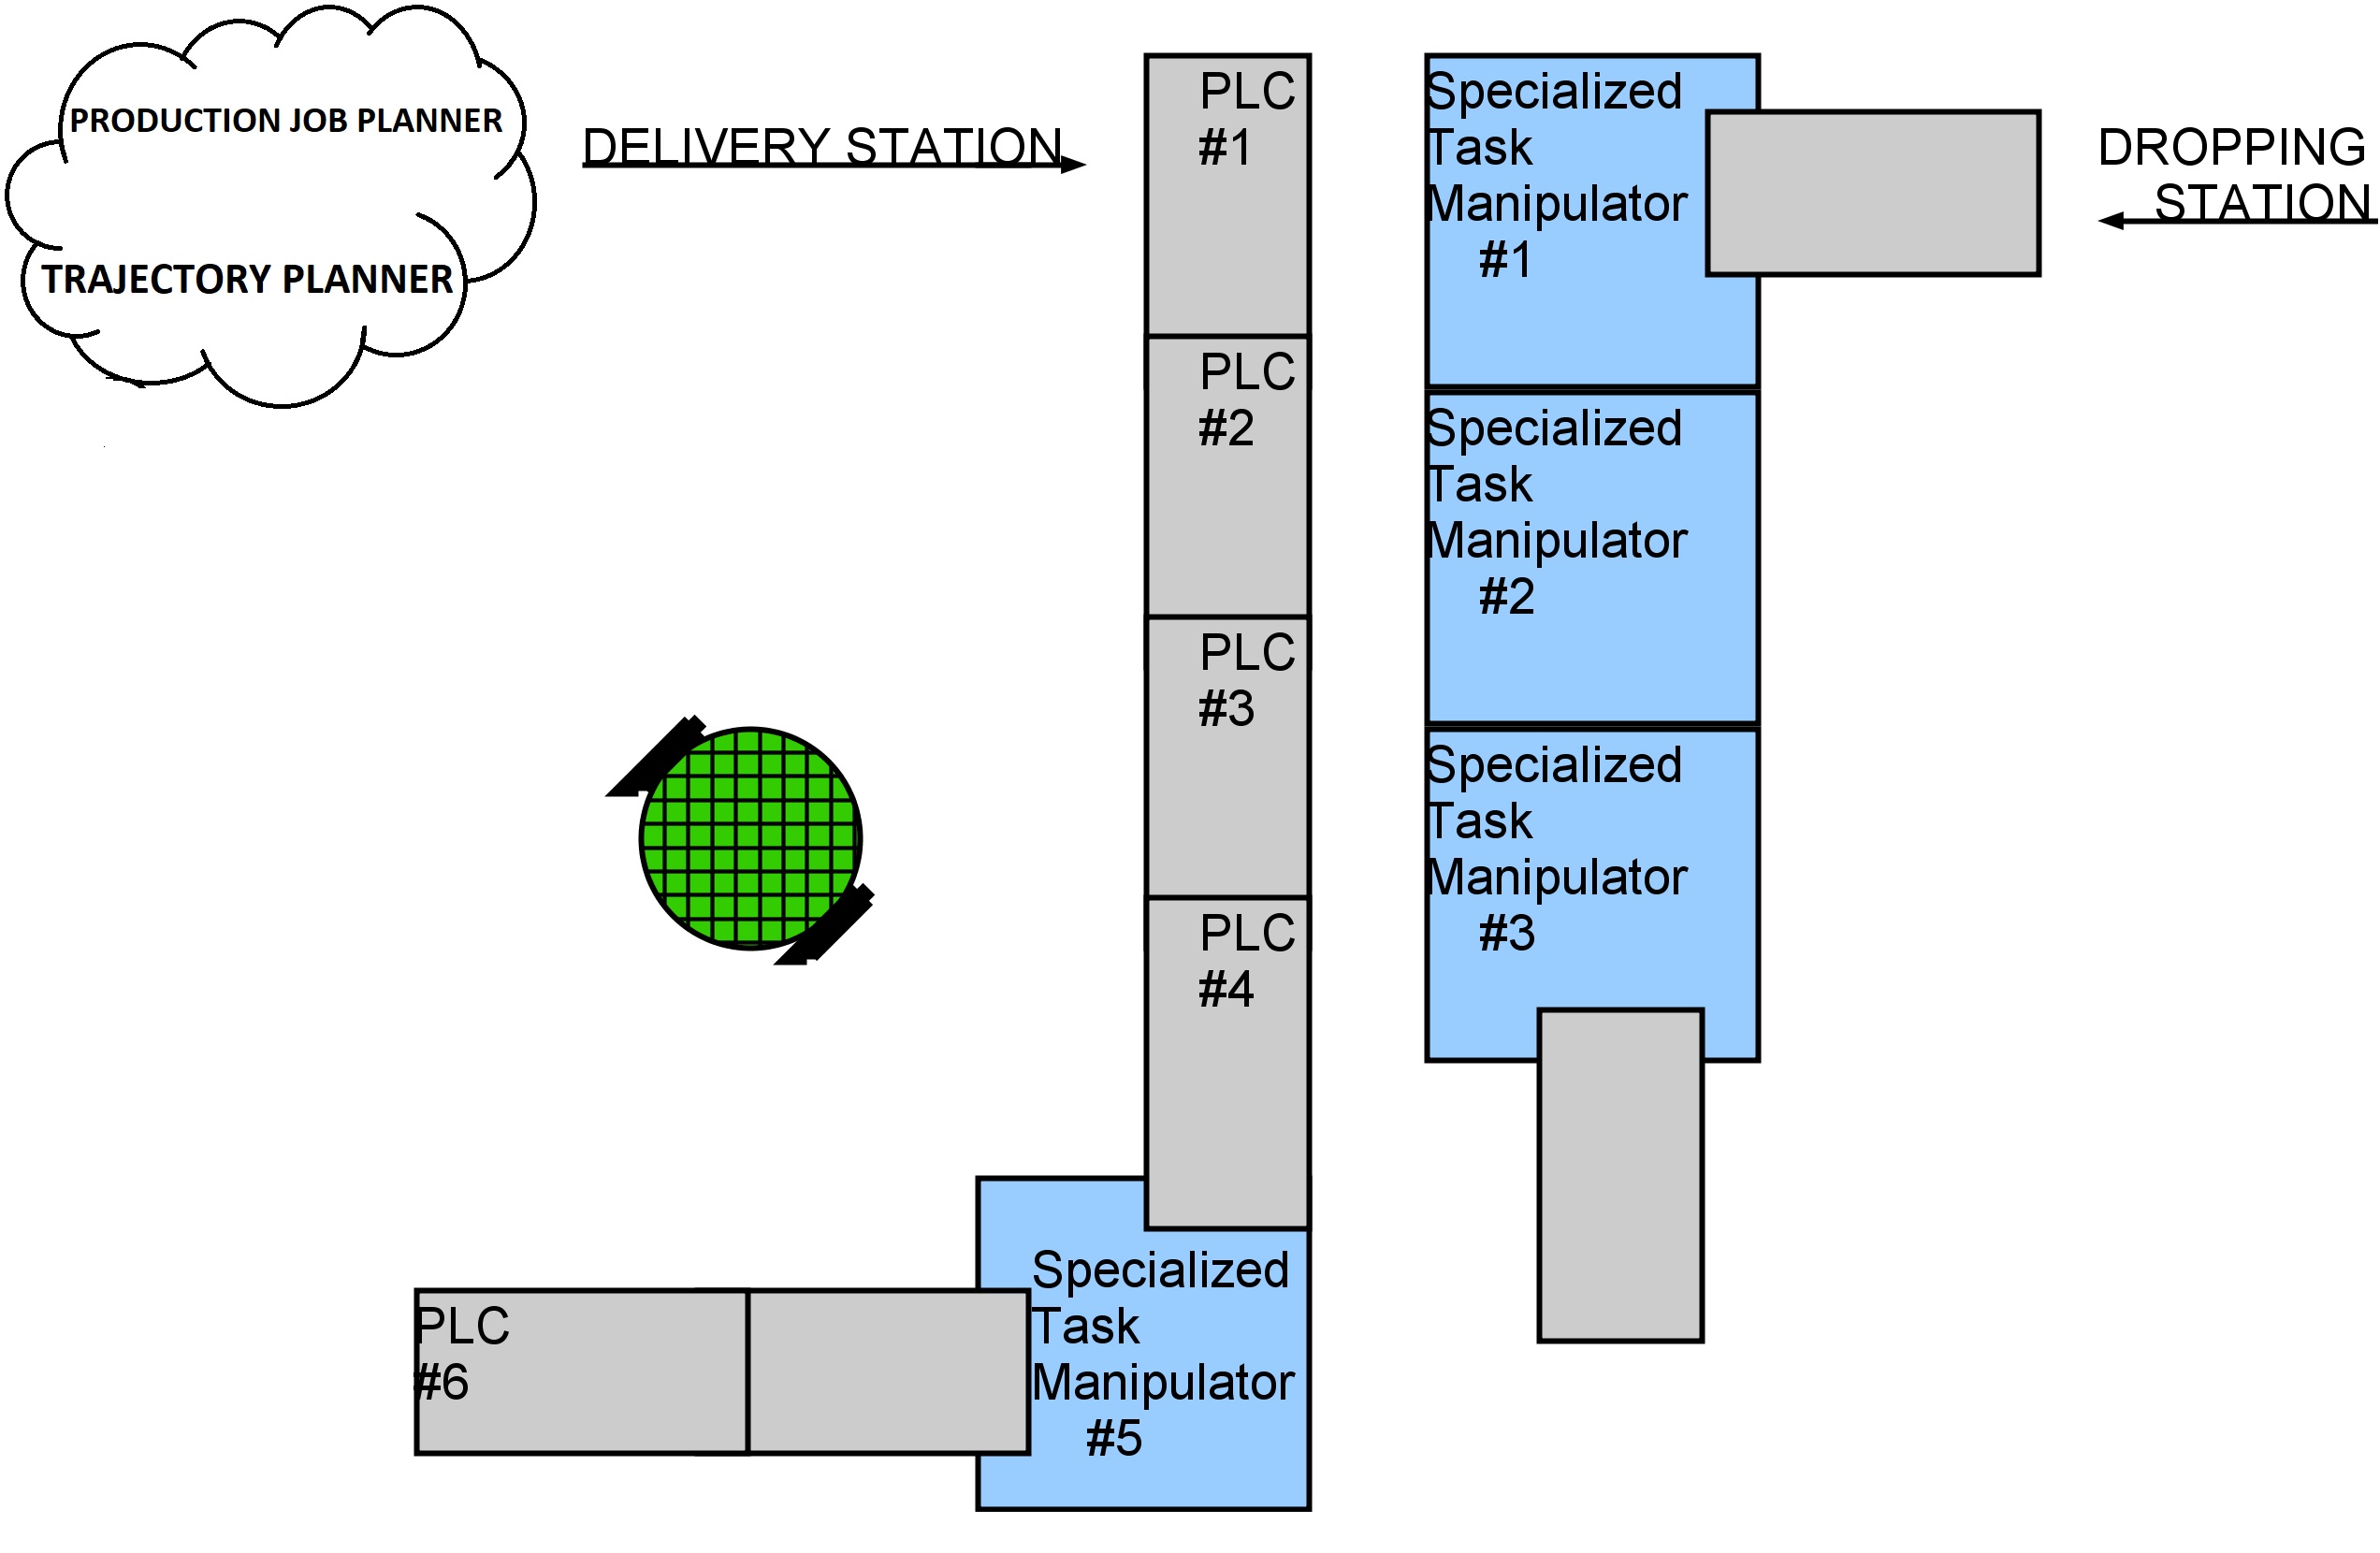 PRODUCTION JOB PLANNER
TRAJECTORY PLANNER
DELIVERY STATION
PLC
#1
PLC
#2
PLC
#3
PLC
#4
Specialized
Task
Manipulator
#1
Specialized
Task
Manipulator
#2
Specialized
Task
Manipulator
#3
DROPPING
STATION
PLC
#6
Specialized
Task
Manipulator
#5